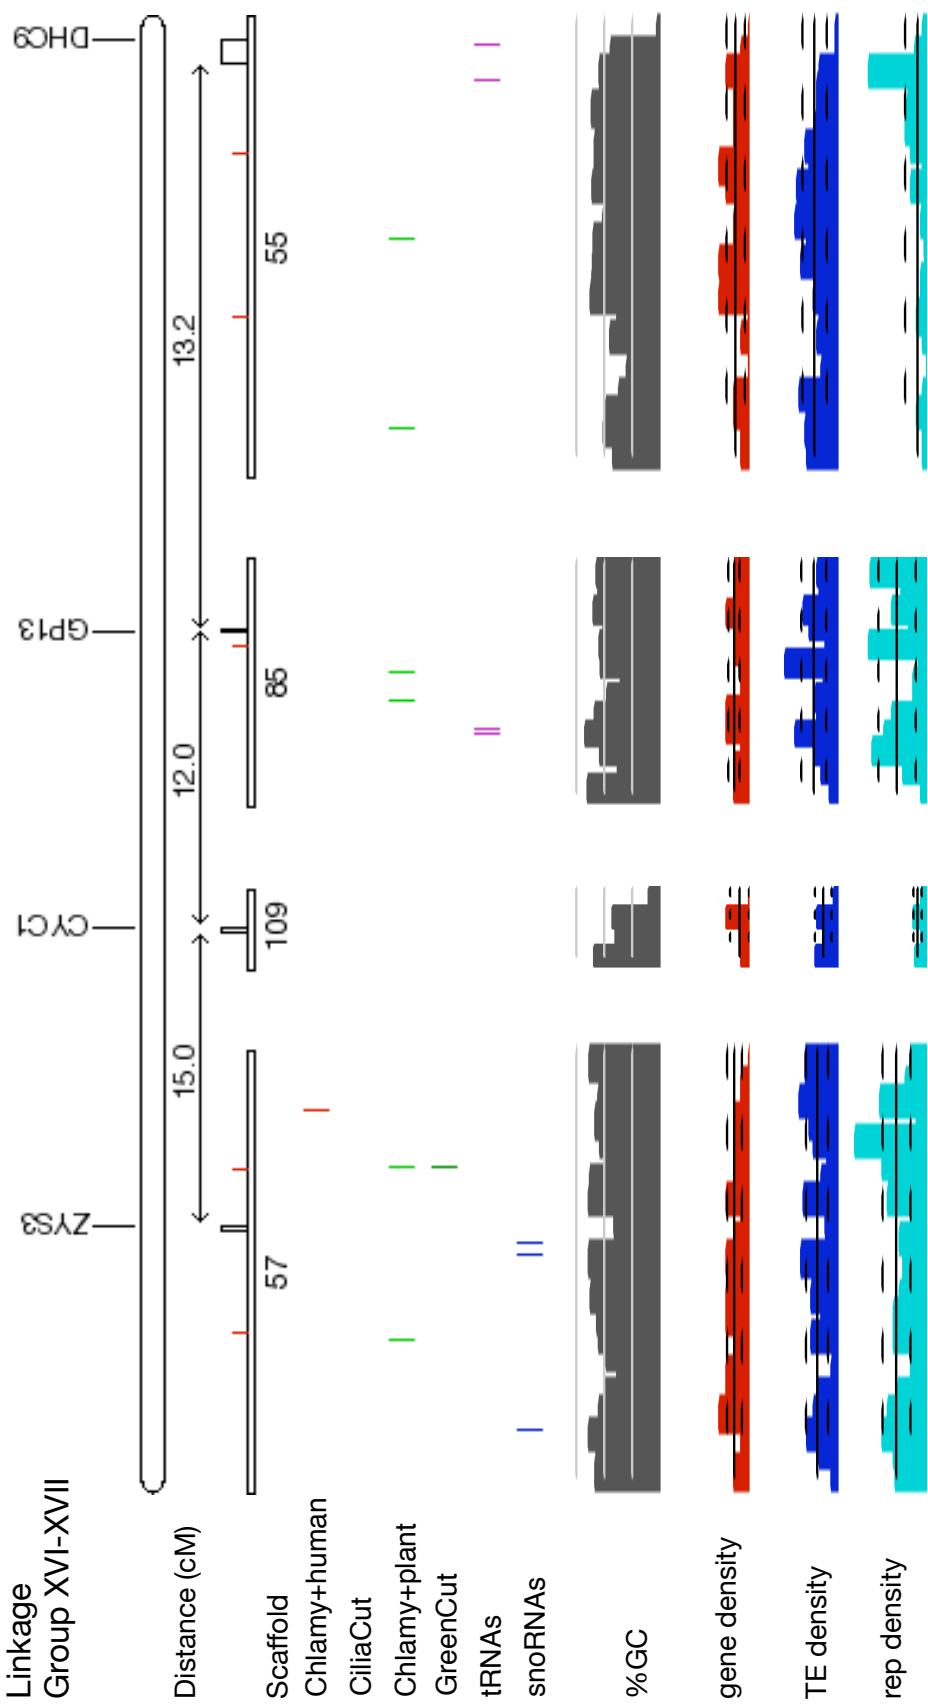 Linkage
Group XVI-XVII
ZYS3
CYC1
GP13
DHC9
Distance (cM)
15.0
12.0
13.2
Scaffold
57
109
85
55
Chlamy+human
CiliaCut
Chlamy+plant
GreenCut
tRNAs
snoRNAs
%GC
gene density
TE density
rep density